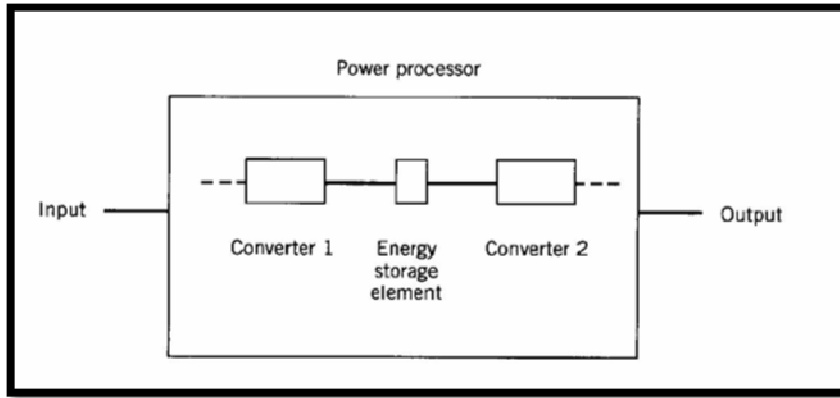 Power processor
Input
Converter 1
Energy
storage
element
Converter 2
Output